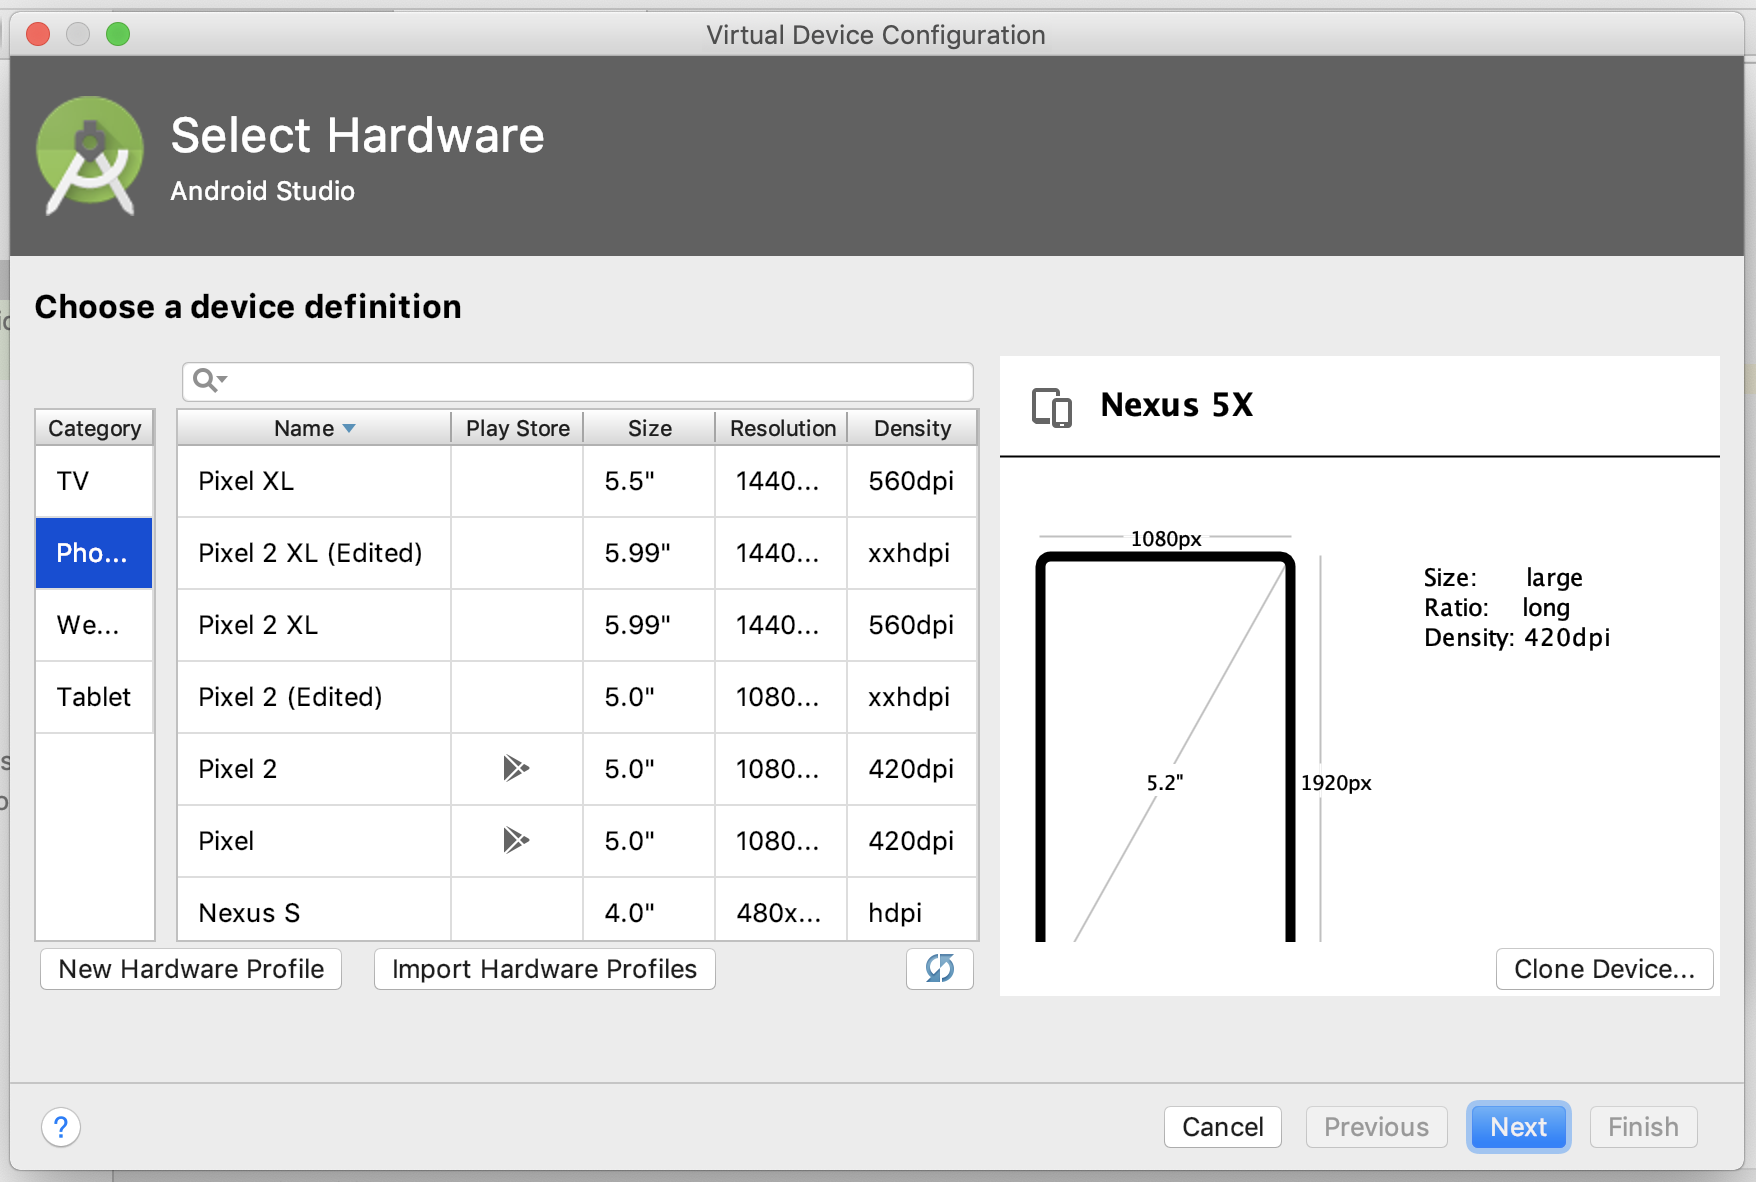 Virtual Device Configuration
Select Hardware
Android Studio
Choose a device definition
Category
Name Play Store Size Resolution Density
TV
Pho...
We...
Tablet
Pixel XL 5.5" 1440... 560dpi
Pixel 2 XL (Edited) 5.99" 1440... xxhdpi
Pixel 2 XL 5.99" 1440... 560dpi
Pixel 2 (Edited) 5.0" 1080... xxhdpi
Pixel 2 5.0" 1080... 420dpi
Pixel 5.0" 1080... 420dpi
Nexus S 4.0" 480x... hdpi
New Hardware Profile Import Hardware Profiles
Nexus 5X
1080px
5.2"
1920px
Size: large
Ratio: long
Density: 420dpi
Clone Device...
? Cancel Previous Next Finish